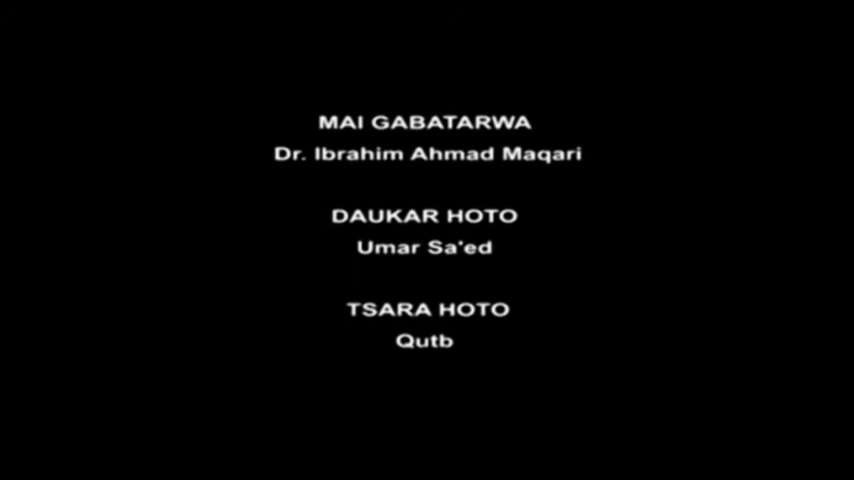 MAI GABATARWA
Dr. Ibrahim Ahmad Maqari
DAUKAR HOTO
Umar Sa'ed
TSARA HOTO
Qutb